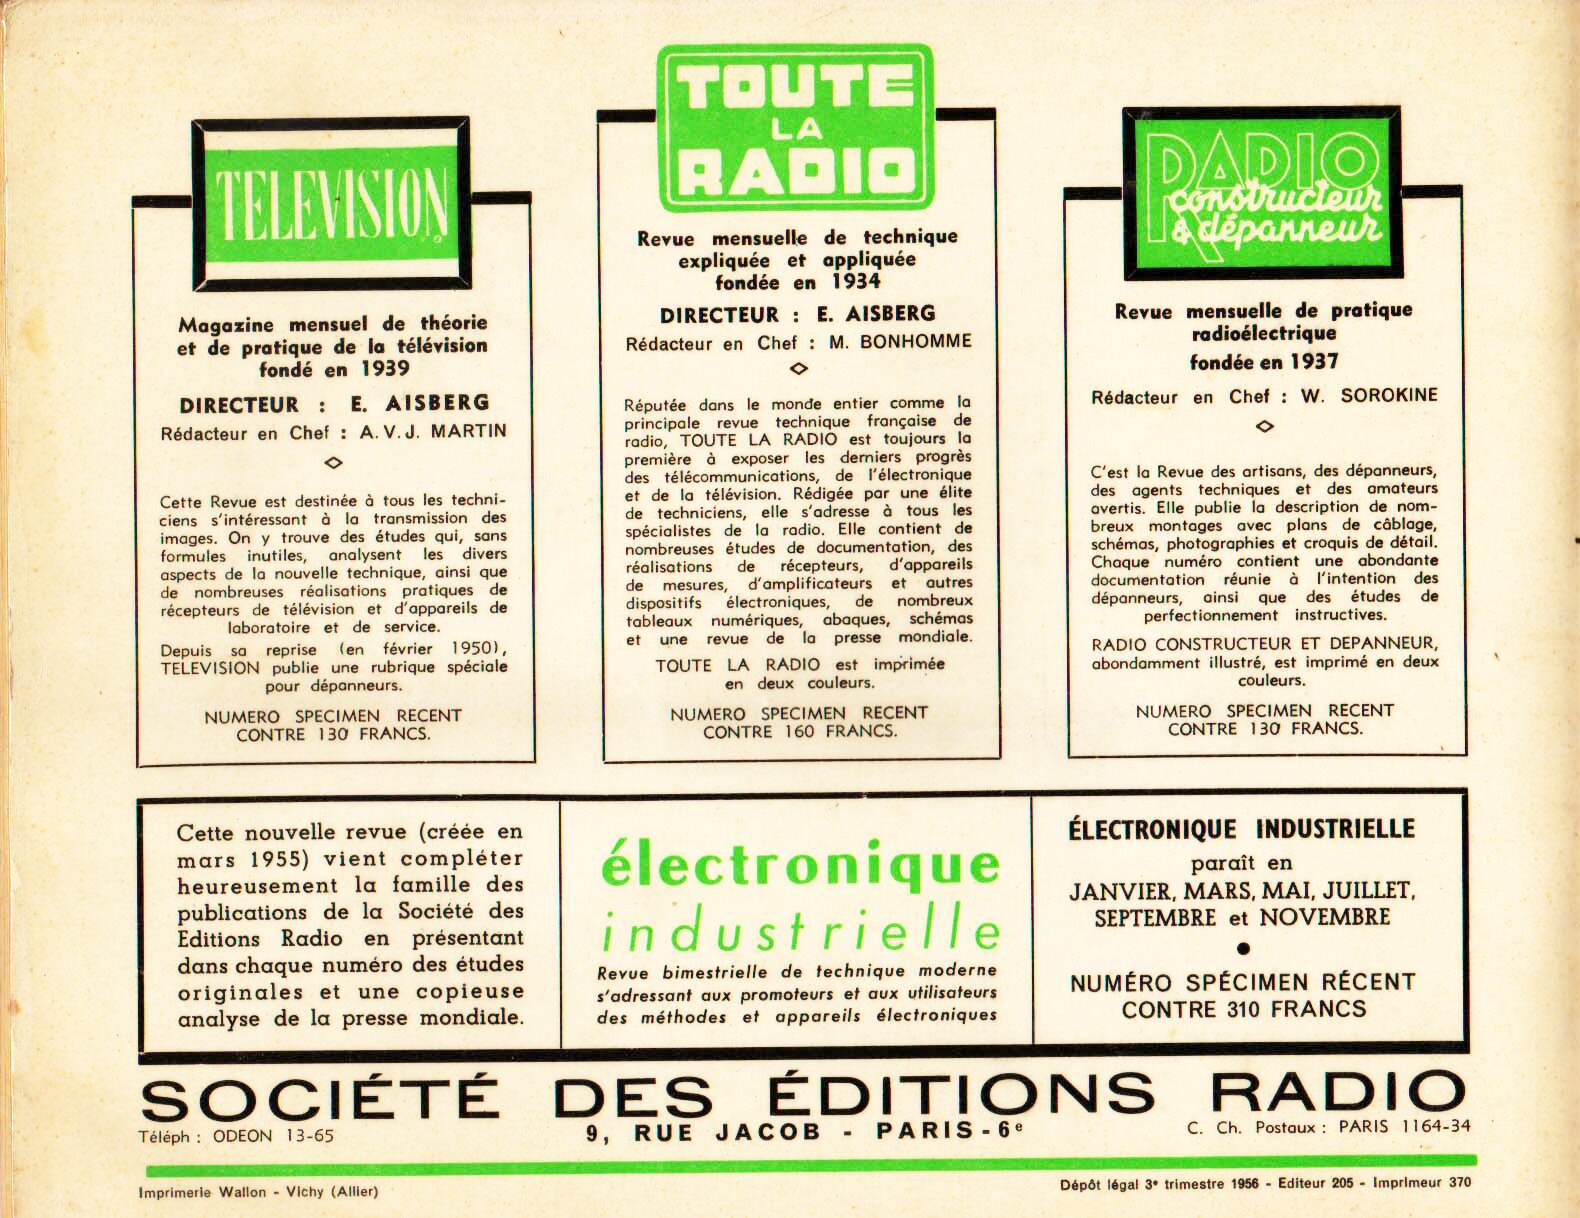 TELEVISION
Magazine mensuel de théorie
et de pratique de la télévision
fondé en 1939
DIRECTEUR : E. AISBERG
Rédacteur en Chef : A.V.J. MARTIN
Cette Revue est destinée à tous les techni-
ciens s'intéressant à la transmission des
images. On y trouve des études qui, sans
formules inutiles, analysent les divers
aspects de la nouvelle technique, ainsi que
de nombreuses réalisations pratiques de
récepteurs de télévision et d'appareils de
laboratoire et de service.
Depuis sa reprise (en février 1950),
TELEVISION publie une rubrique spéciale
pour dépanneurs.
NUMERO SPECIMEN RECENT
CONTRE 130 FRANCS.
TOUTE
LA
RADIO
Revue mensuelle de technique
expliquée et appliquée
fondée en 1934
DIRECTEUR : E. AISBERG
Rédacteur en Chef : M. BONHOMME
Réputée dans le monde entier comme la
principale revue technique française de
radio, TOUTE LA RADIO est toujours la
première à exposer les derniers progrès
des télécommunications, de l'électronique
et de la télévision. Rédigée par une élite
de techniciens, elle s'adresse à tous les
spécialistes de la radio. Elle contient de
nombreuses études de documentation, des
réalisations de récepteurs, d'appareils
de mesures, d'amplificateurs et autres
dispositifs électroniques, de nombreux
tableaux numériques, abaques, schémas
et une revue de la presse mondiale.
TOUTE LA RADIO est imprimée
en deux couleurs.
NUMERO SPECIMEN RECENT
CONTRE 160 FRANCS.
RADIO
constructeur
& dépanneur
Revue mensuelle de pratique
radioélectrique
fondée en 1937
Rédacteur en Chef : W. SOROKINE
C'est la Revue des artisans, des dépanneurs,
des agents techniques et des amateurs
avertis. Elle publie la description de nom-
breux montages avec plans de câblage,
schémas, photographies et croquis de détail.
Chaque numéro contient une abondante
documentation réunie à l'intention des
dépanneurs, ainsi que des études de
perfectionnement instructives.
RADIO CONSTRUCTEUR ET DEPANNEUR,
abondamment illustré, est imprimé en deux
couleurs.
NUMERO SPECIMEN RECENT
CONTRE 130 FRANCS.
Cette nouvelle revue (créée en
mars 1955) vient compléter
heureusement la famille des
publications de la Société des
Editions Radio en présentant
dans chaque numéro des études
originales et une copieuse
analyse de la presse mondiale.
électronique
industrielle
Revue bimestrielle de technique moderne
s'adressant aux promoteurs et aux utilisateurs
des méthodes et appareils électroniques
ÉLECTRONIQUE INDUSTRIELLE
paraît en
JANVIER, MARS, MAI, JUILLET,
SEPTEMBRE et NOVEMBRE
NUMÉRO SPÉCIMEN RÉCENT
CONTRE 310 FRANCS
SOCIÉTÉ DES ÉDITIONS RADIO
Téléph : ODEON 13-65
9, RUE JACOB - PARIS-6e
C. Ch. Postaux : PARIS 1164-34
Imprimerie Wallon - Vichy (Allier)
Dépôt légal 3e trimestre 1956 - Editeur 205 - Imprimeur 370